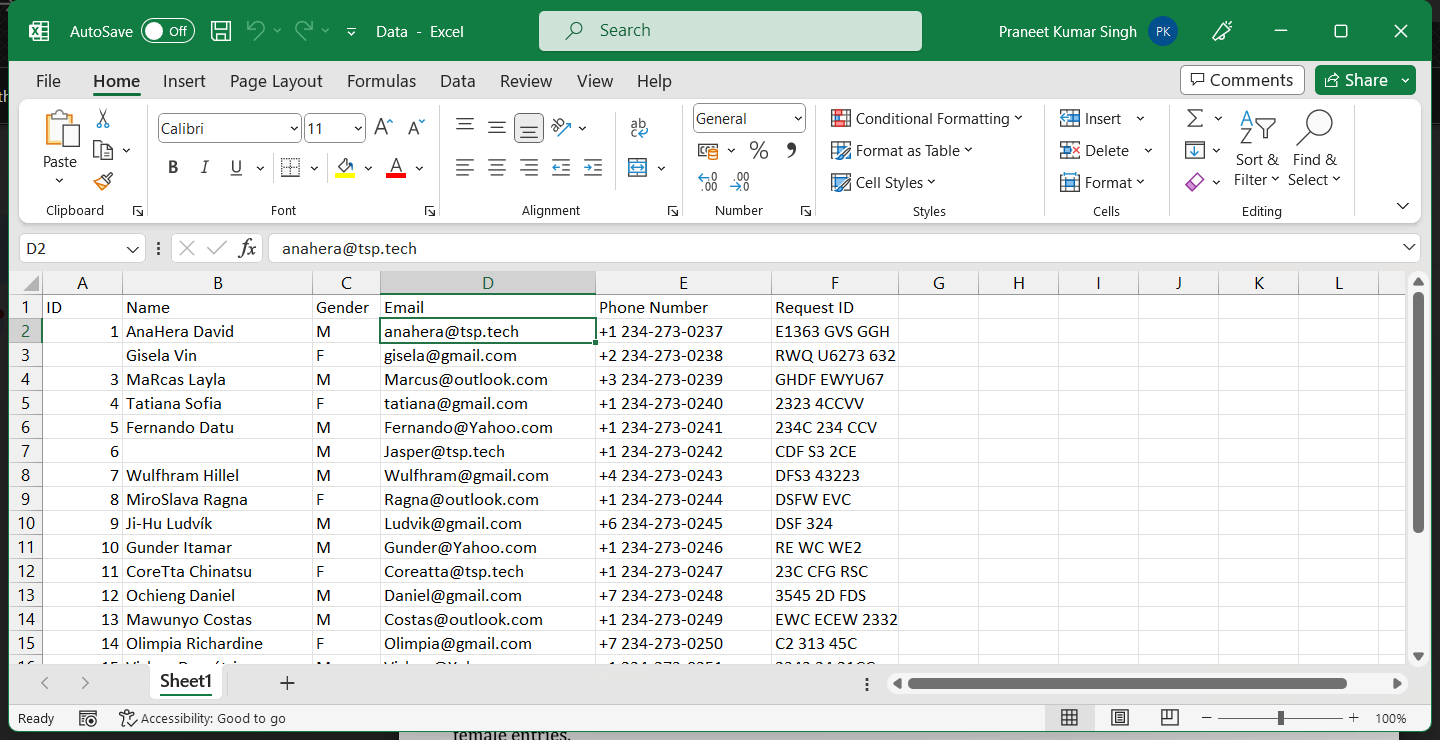 AutoSave Off Data - Excel Search Praneet Kumar Singh PK
File Home Insert Page Layout Formulas Data Review View Help Comments Share
Paste Calibri 11 A^ A˅ ab General Conditional Formatting Insert Σ
B I U A % 9 Format as Table Delete Sort & Filter Find & Select
←0 .00 .00 →0 Cell Styles Format
Clipboard Font Alignment Number Styles Cells Editing
D2 fx anahera@tsp.tech
A B C D E F G H I J K L
1 ID Name Gender Email Phone Number Request ID
2 1 AnaHera David M anahera@tsp.tech +1 234-273-0237 E1363 GVS GGH
3 Gisela Vin F gisela@gmail.com +2 234-273-0238 RWQ U6273 632
4 3 MaRcas Layla M Marcus@outlook.com +3 234-273-0239 GHDF EWYU67
5 4 Tatiana Sofia F tatiana@gmail.com +1 234-273-0240 2323 4CCVV
6 5 Fernando Datu M Fernando@Yahoo.com +1 234-273-0241 234C 234 CCV
7 6 M Jasper@tsp.tech +1 234-273-0242 CDF S3 2CE
8 7 Wulfhram Hillel M Wulfhram@gmail.com +4 234-273-0243 DFS3 43223
9 8 MiroSlava Ragna F Ragna@outlook.com +1 234-273-0244 DSFW EVC
10 9 Ji-Hu Ludvík M Ludvik@gmail.com +6 234-273-0245 DSF 324
11 10 Gunder Itamar M Gunder@Yahoo.com +1 234-273-0246 RE WC WE2
12 11 CoreTta Chinatsu F Coreatta@tsp.tech +1 234-273-0247 23C CFG RSC
13 12 Ochieng Daniel M Daniel@gmail.com +7 234-273-0248 3545 2D FDS
14 13 Mawunyo Costas M Costas@outlook.com +1 234-273-0249 EWC ECEW 2332
15 14 Olimpia Richardine F Olimpia@gmail.com +7 234-273-0250 C2 313 45C
Sheet1
Ready Accessibility: Good to go 100%
female entries.